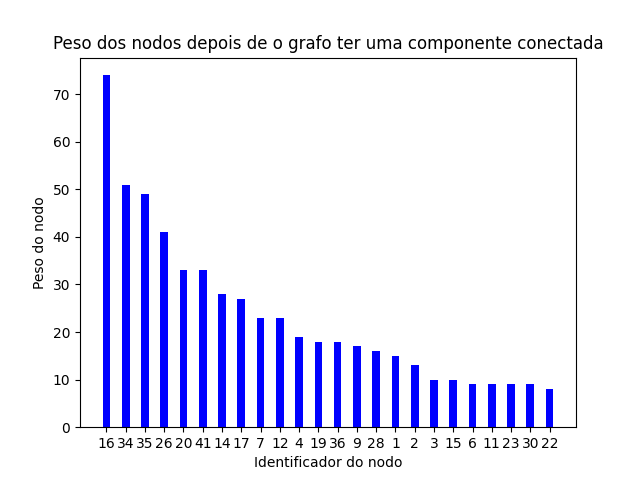 Peso dos nodos depois de o grafo ter uma componente conectada
Peso do nodo
70
60
50
40
30
20
10
0
16 34 35 26 20 41 14 17 7 12 4 19 36 9 28 1 2 3 15 6 11 23 30 22
Identificador do nodo